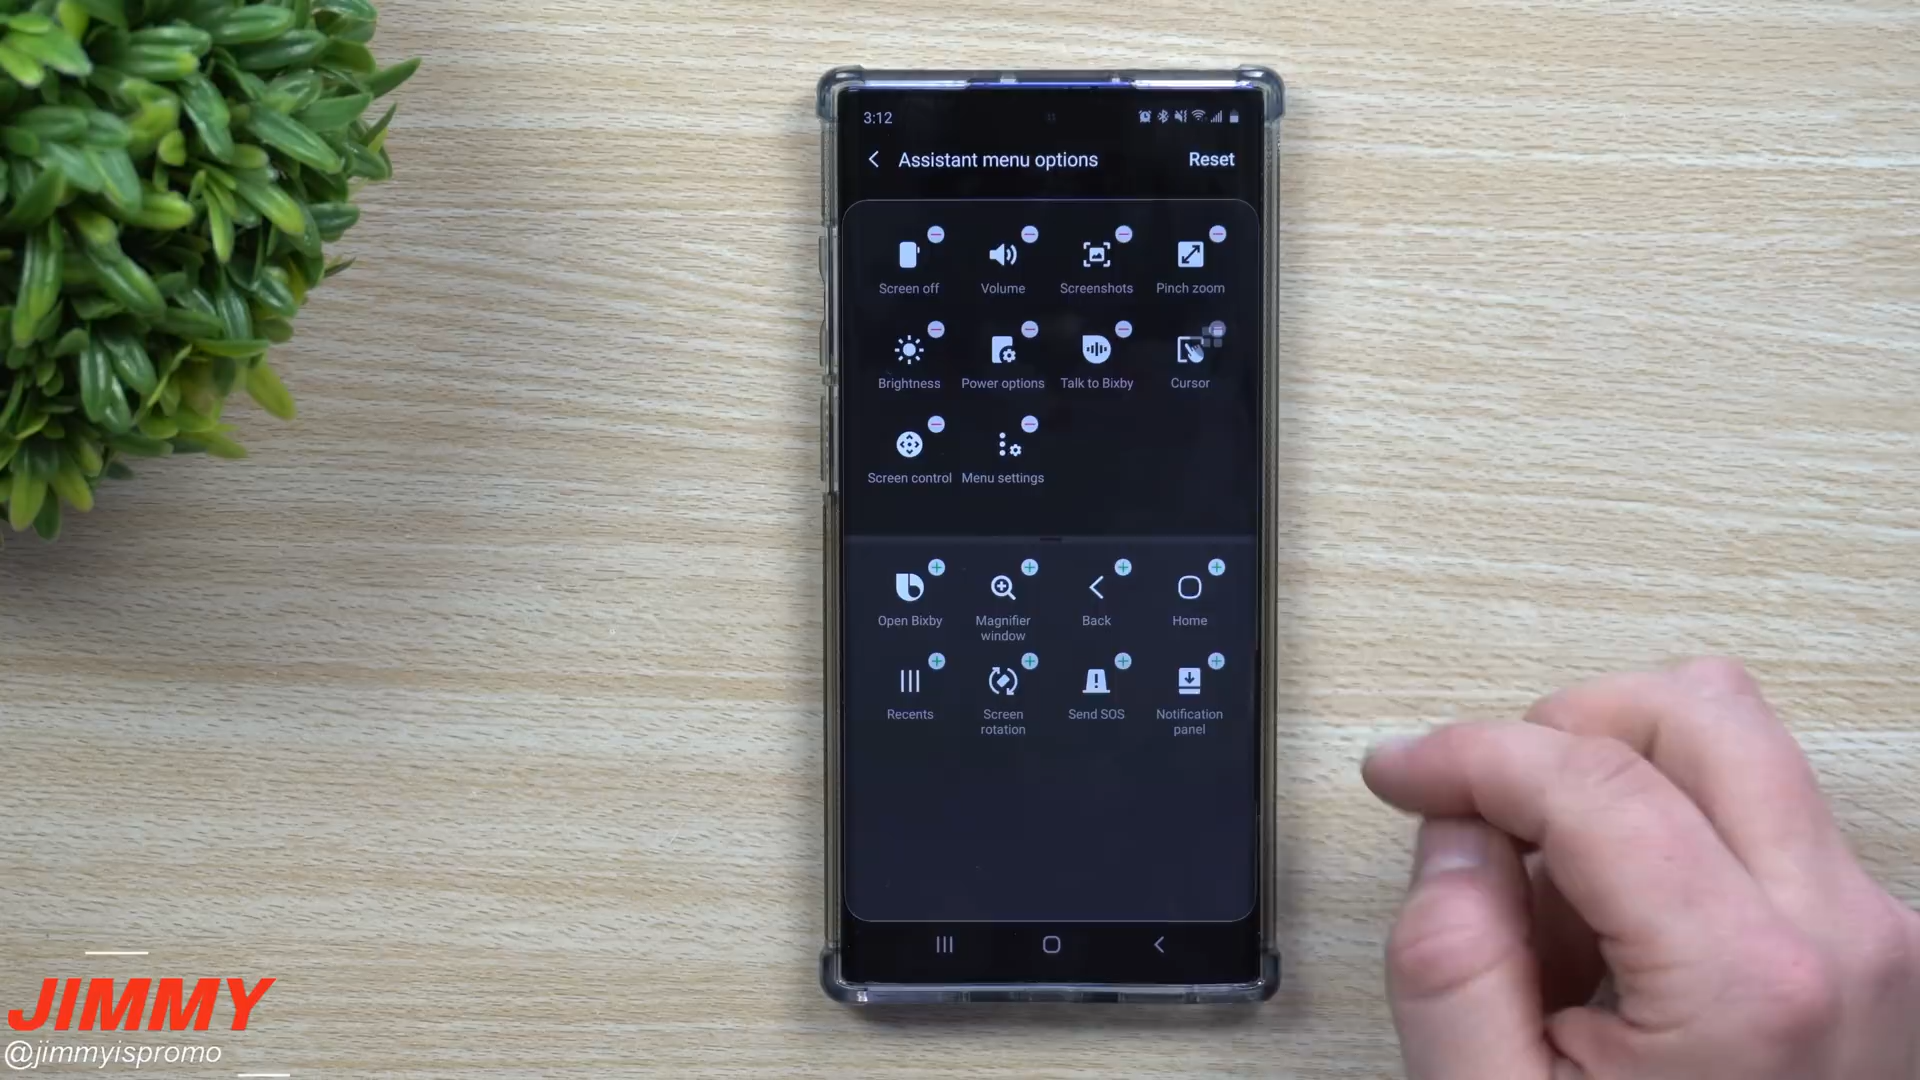 3:12
Assistant menu options
Reset
Screen off
Volume
Screenshots
Pinch zoom
Brightness
Power options
Talk to Bixby
Cursor
Screen control
Menu settings
Open Bixby
Magnifier
window
Back
Home
Recents
Screen
rotation
Send SOS
Notification
panel
JIMMY
@jimmyispromo